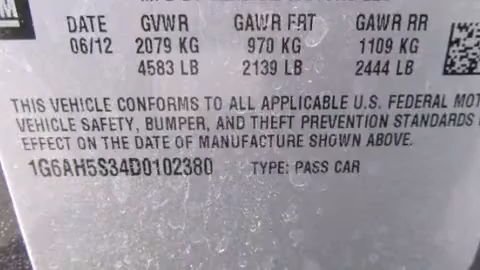 DATE GVWR GAWR FRT GAWR RR
06/12 2079 KG 970 KG 1109 KG
4583 LB 2139 LB 2444 LB
THIS VEHICLE CONFORMS TO ALL APPLICABLE U.S. FEDERAL MOT
VEHICLE SAFETY, BUMPER, AND THEFT PREVENTION STANDARDS
EFFECT ON THE DATE OF MANUFACTURE SHOWN ABOVE.
1G6AH5S34D0102380 TYPE: PASS CAR